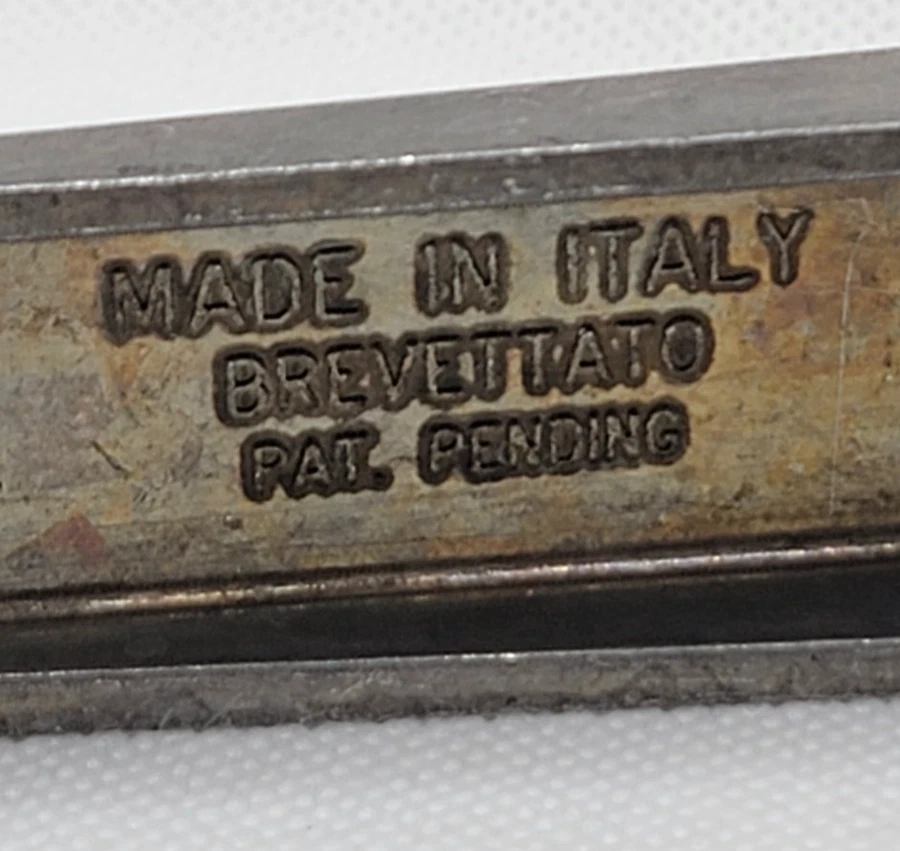 MADE IN ITALY
BREVETTATO
PAT. PENDING